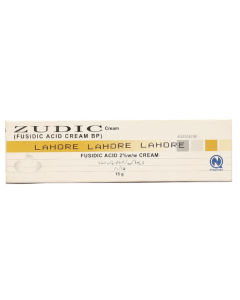 ZUDIC Cream
(FUSIDIC ACID CREAM BP)
LAHORE LAHORE LAHORE
FUSIDIC ACID 2%w/w CREAM
15 g